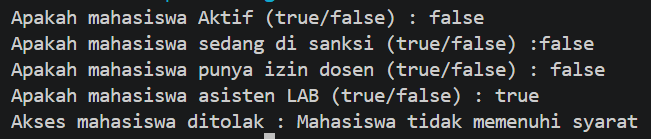 Apakah mahasiswa Aktif (true/false) : false
Apakah mahasiswa sedang di sanksi (true/false) :false
Apakah mahasiswa punya izin dosen (true/false) : false
Apakah mahasiswa asisten LAB (true/false) : true
Akses mahasiswa ditolak : Mahasiswa tidak memenuhi syarat